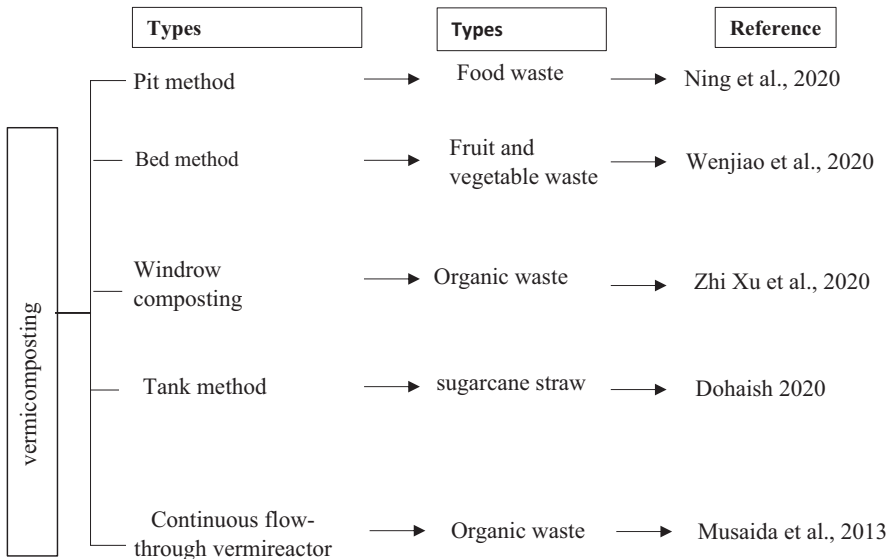 Types
Types
Reference
Pit method
Food waste
Ning et al., 2020
Bed method
Fruit and
vegetable waste
Wenjiao et al., 2020
Windrow
composting
Organic waste
Zhi Xu et al., 2020
Tank method
sugarcane straw
Dohaish 2020
Continuous flow-
through vermireactor
Organic waste
Musaida et al., 2013
vermicomposting